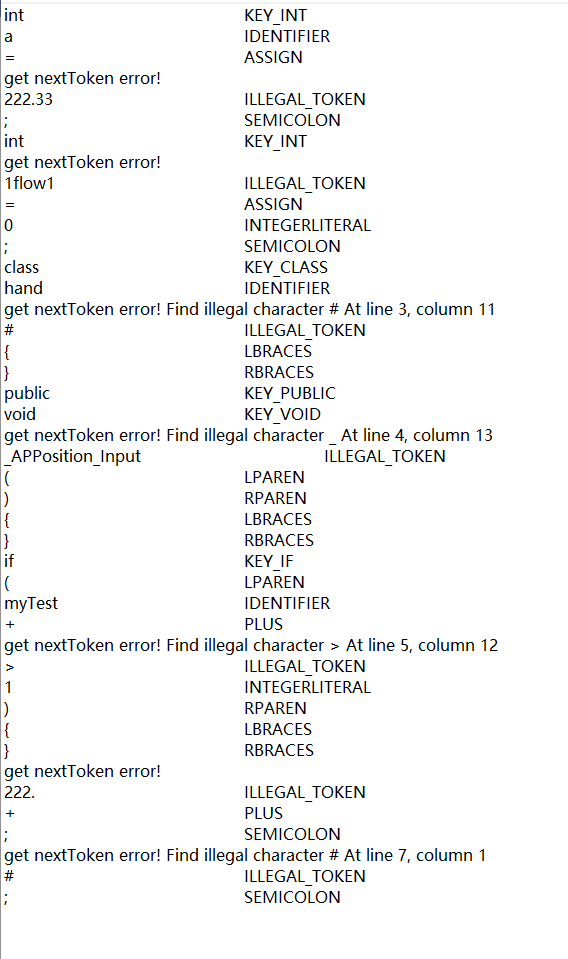 int KEY_INT
a IDENTIFIER
= ASSIGN
get nextToken error!
222.33 ILLEGAL_TOKEN
; SEMICOLON
int KEY_INT
get nextToken error!
1flow1 ILLEGAL_TOKEN
= ASSIGN
0 INTEGERLITERAL
; SEMICOLON
class KEY_CLASS
hand IDENTIFIER
get nextToken error! Find illegal character # At line 3, column 11
# ILLEGAL_TOKEN
{ LBRACES
} RBRACES
public KEY_PUBLIC
void KEY_VOID
get nextToken error! Find illegal character _ At line 4, column 13
_APPosition_Input ILLEGAL_TOKEN
( LPAREN
) RPAREN
{ LBRACES
} RBRACES
if KEY_IF
( LPAREN
myTest IDENTIFIER
+ PLUS
get nextToken error! Find illegal character > At line 5, column 12
> ILLEGAL_TOKEN
1 INTEGERLITERAL
) RPAREN
{ LBRACES
} RBRACES
get nextToken error!
222. ILLEGAL_TOKEN
+ PLUS
; SEMICOLON
get nextToken error! Find illegal character # At line 7, column 1
# ILLEGAL_TOKEN
; SEMICOLON